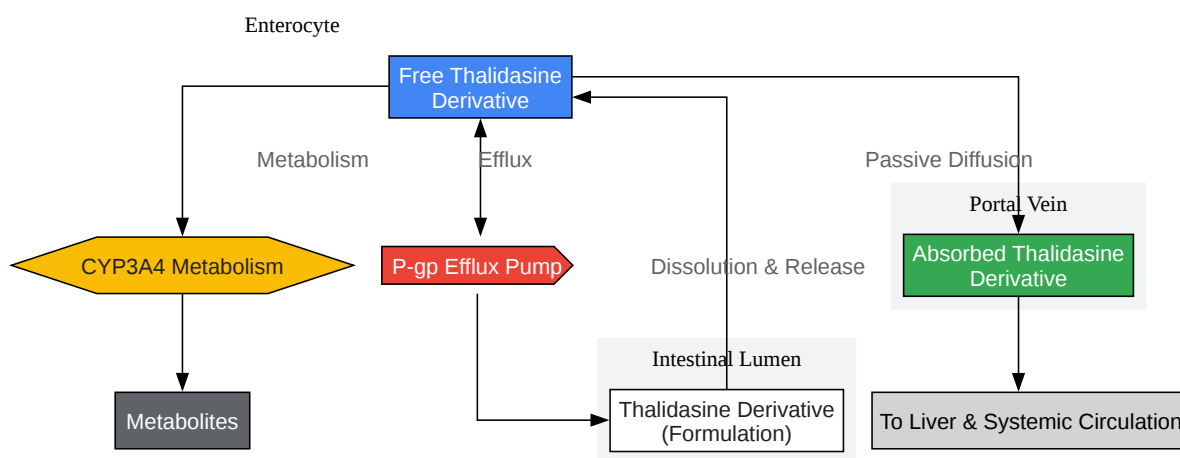 Enterocyte
Free Thalidasine
Derivative
Metabolism
Efflux
Passive Diffusion
Portal Vein
CYP3A4 Metabolism
P-gp Efflux Pump
Dissolution & Release
Absorbed Thalidasine
Derivative
Intestinal Lumen
Metabolites
Thalidasine Derivative
(Formulation)
To Liver & Systemic Circulation